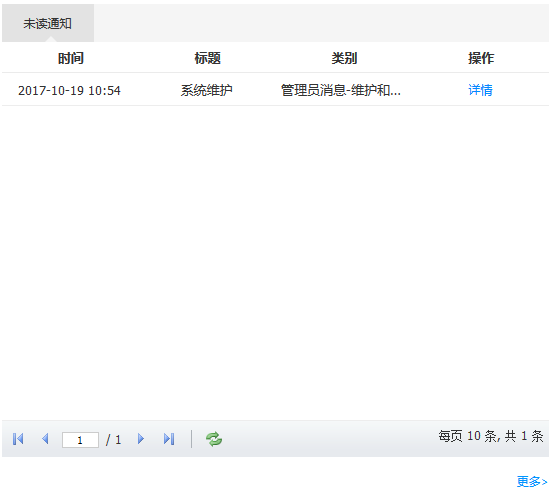 未读通知
时间 标题 类别 操作
2017-10-19 10:54 系统维护 管理员消息-维护和... 详情
1 / 1 每页 10 条, 共 1 条
更多>